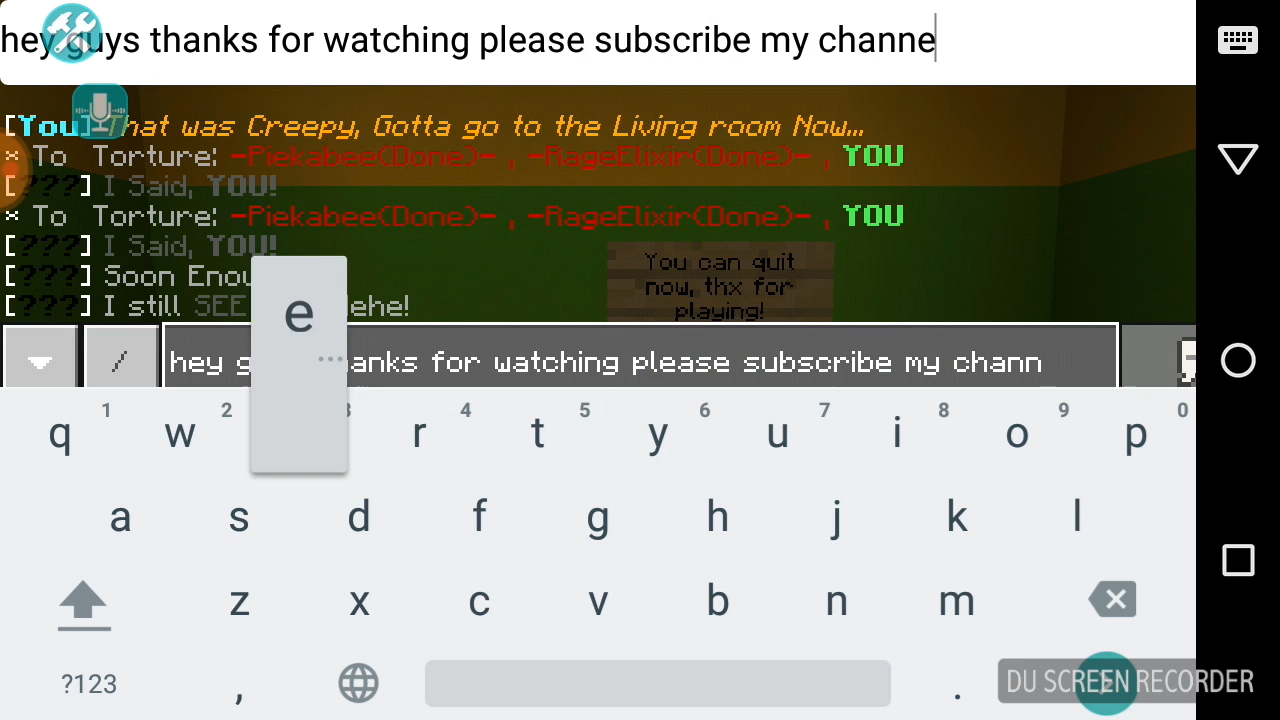 hey guys thanks for watching please subscribe my channe
[You] That was Creepy, Gotta go to the Living room Now...
× To Torture: -Piekabee(Done)- , -RageElixir(Done)- , YOU
[???] I Said, YOU!
× To Torture: -Piekabee(Done)- , -RageElixir(Done)- , YOU
[???] I Said, YOU!
[???] Soon Enou
[???] I still SEE ehe!
You can quit
now, thx for
playing!
/ hey g anks for watching please subscribe my chann
e
1 2 3 4 5 6 7 8 9 0
q w r t y u i o p
a s d f g h j k l
z x c v b n m
?123 , .
DU SCREEN RECORDER